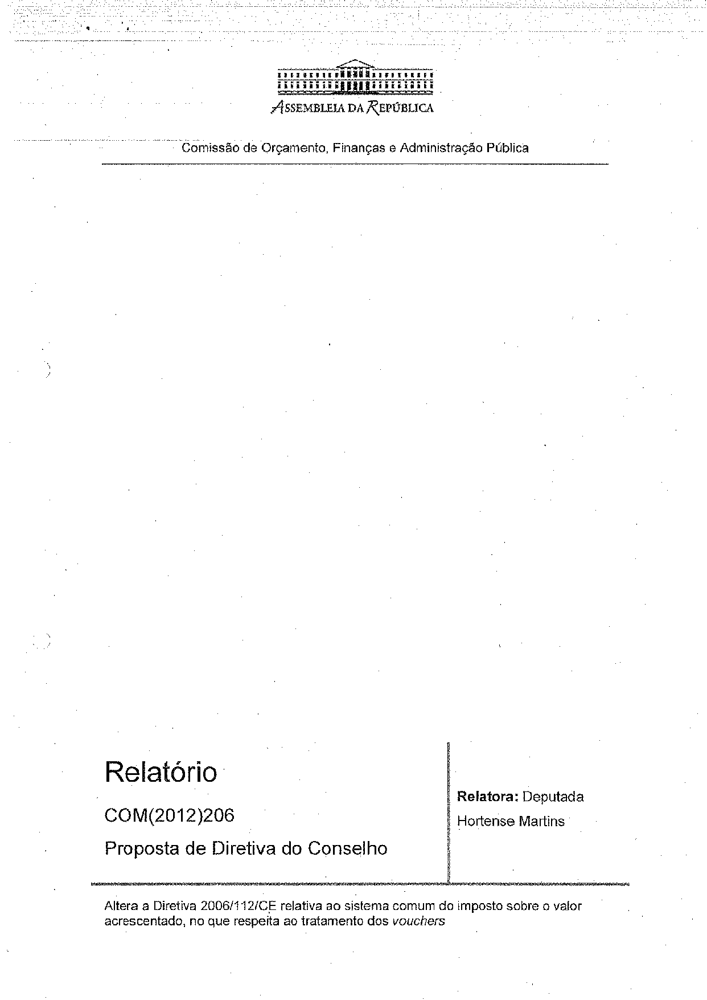 ASSEMBLEIA DA REPÚBLICA
Comissão de Orçamento, Finanças e Administração Pública
Relatório
COM(2012)206
Proposta de Diretiva do Conselho
Relatora: Deputada
Hortense Martins
Altera a Diretiva 2006/112/CE relativa ao sistema comum do imposto sobre o valor
acrescentado, no que respeita ao tratamento dos vouchers